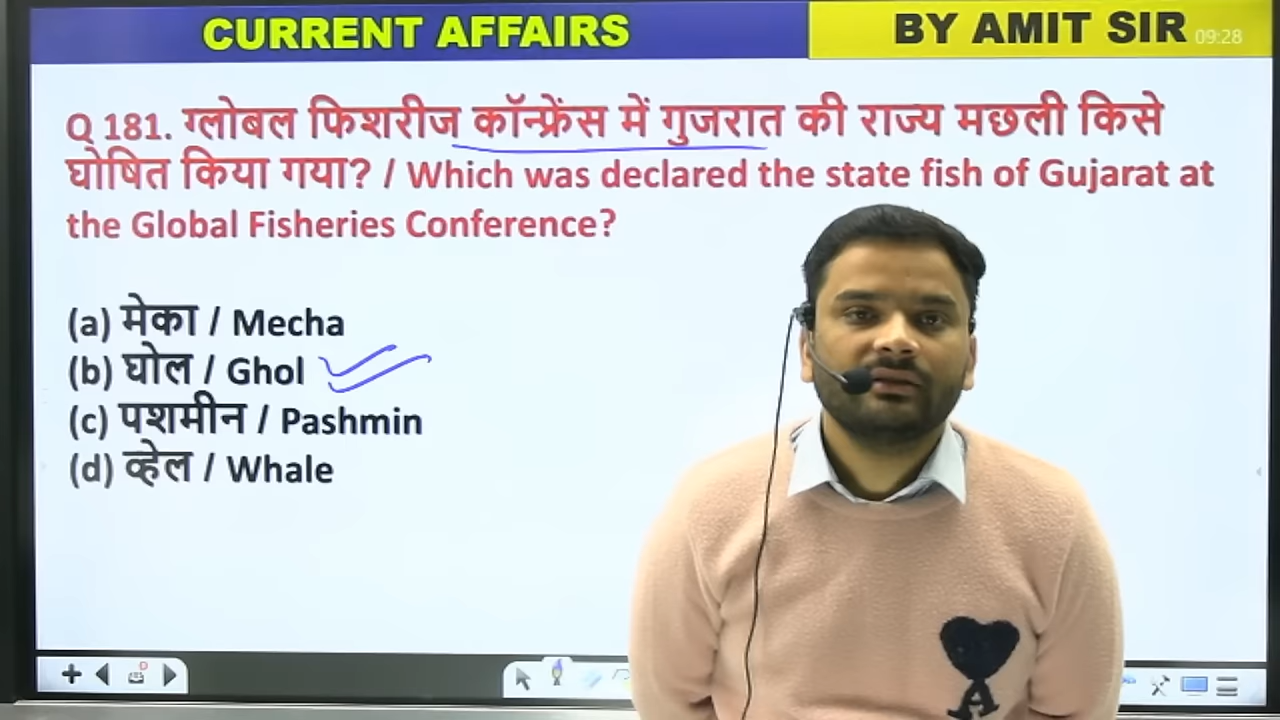 CURRENT AFFAIRS
BY AMIT SIR
09:28
Q 181. ग्लोबल फिशरीज कॉन्फ्रेंस में गुजरात की राज्य मछली किसे
घोषित किया गया? / Which was declared the state fish of Gujarat at
the Global Fisheries Conference?
(a) मेका / Mecha
(b) घोल / Ghol
(c) पशमीन / Pashmin
(d) व्हेल / Whale
A